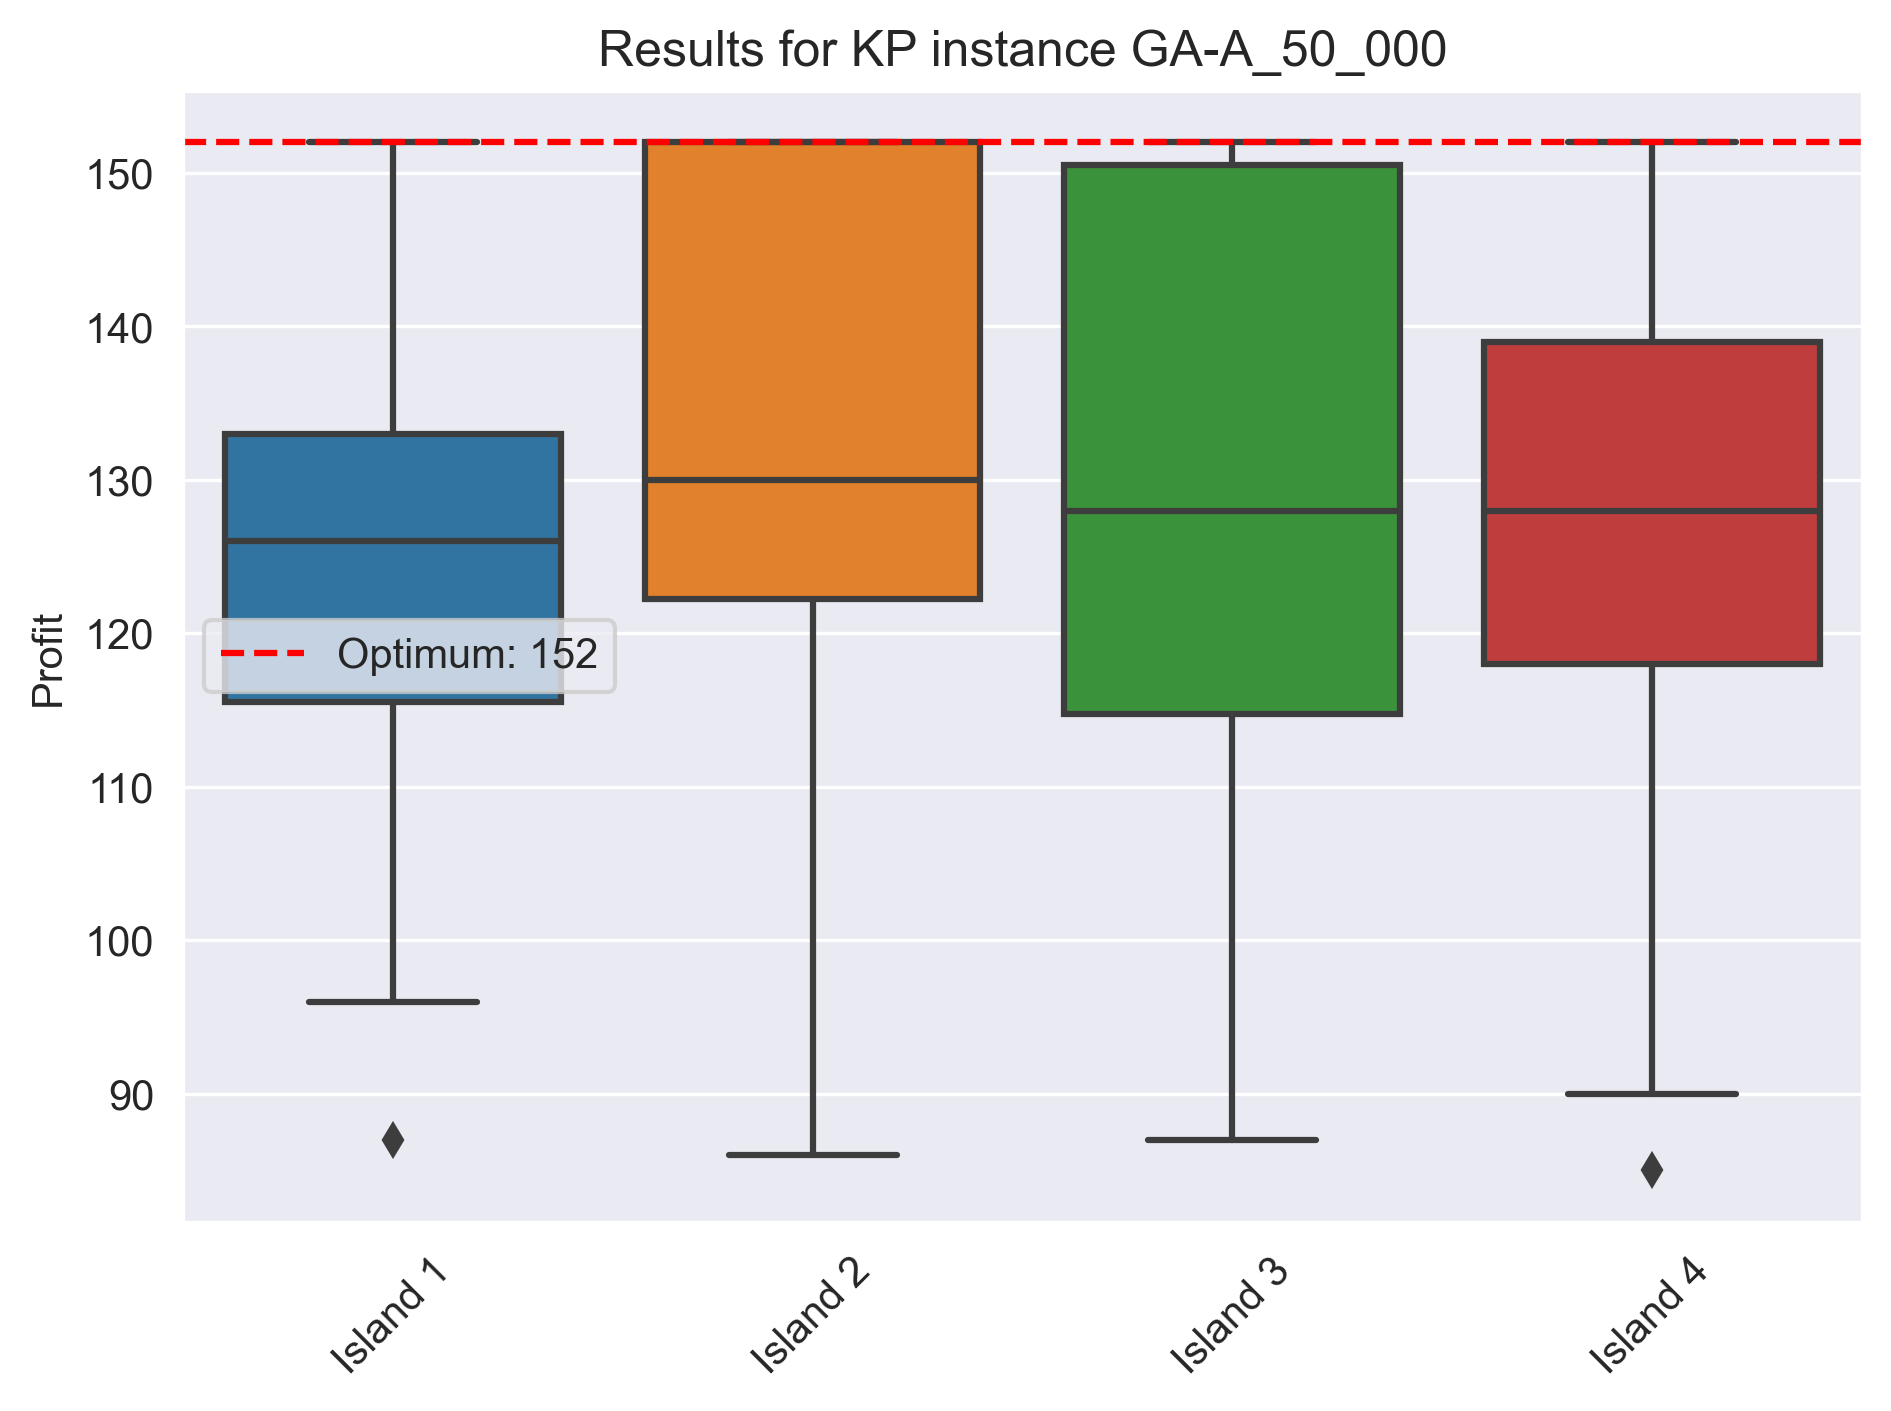 Results for KP instance GA-A_50_000
150
140
130
120
110
100
90
Profit
Optimum: 152
Island 1
Island 2
Island 3
Island 4